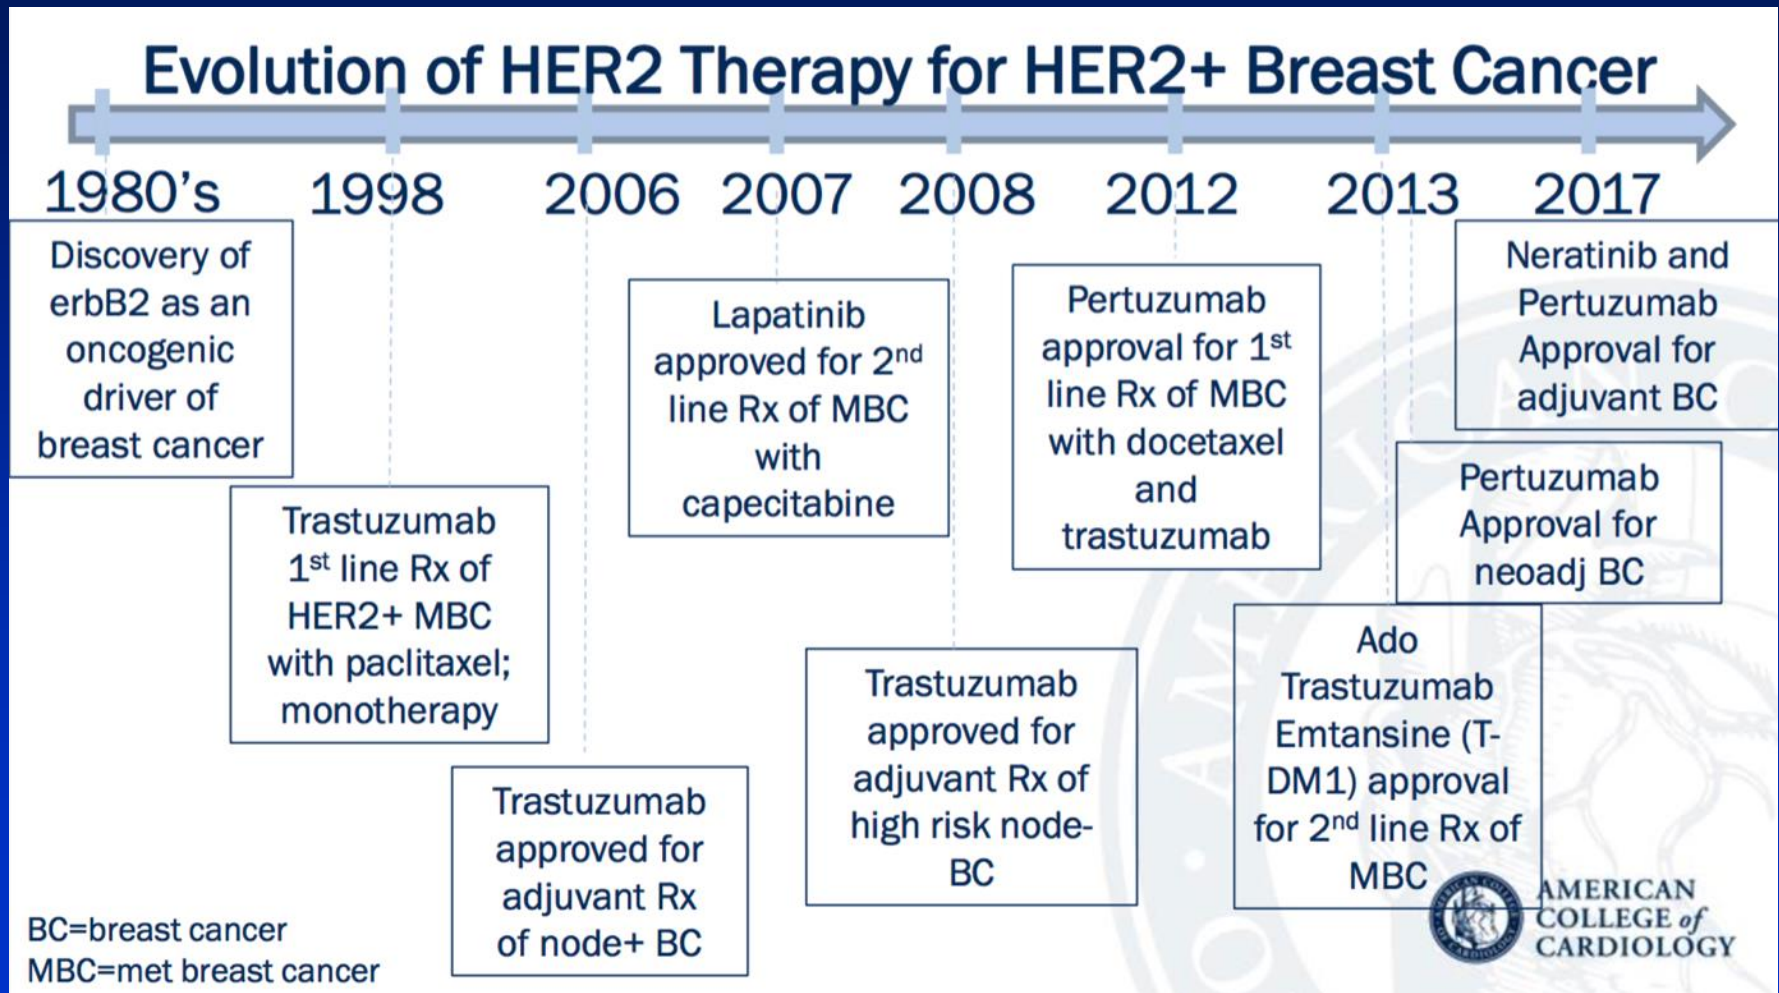 Evolution of HER2 Therapy for HER2+ Breast Cancer
1980's 1998 2006 2007 2008 2012 2013 2017
Discovery of
erbB2 as an
oncogenic
driver of
breast cancer
Trastuzumab
1st line Rx of
HER2+ MBC
with paclitaxel;
monotherapy
Trastuzumab
approved for
adjuvant Rx
of node+ BC
Lapatinib
approved for 2nd
line Rx of MBC
with
capecitabine
Trastuzumab
approved for
adjuvant Rx of
high risk node-
BC
Pertuzumab
approval for 1st
line Rx of MBC
with docetaxel
and
trastuzumab
Ado
Trastuzumab
Emtansine (T-
DM1) approval
for 2nd line Rx of
MBC
Pertuzumab
Approval for
neoadj BC
Neratinib and
Pertuzumab
Approval for
adjuvant BC
BC=breast cancer
MBC=met breast cancer
AMERICAN
COLLEGE of
CARDIOLOGY